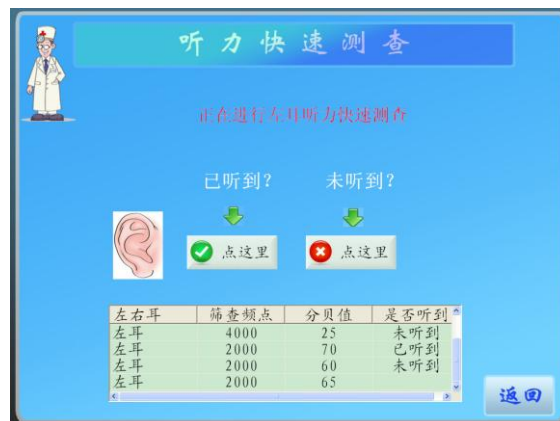 听力快速测查
正在进行左耳听力快速测查
已听到? 未听到?
点这里 点这里
左右耳 筛查频点 分贝值 是否听到
左耳 4000 25 未听到
左耳 2000 70 已听到
左耳 2000 60 未听到
左耳 2000 65
返回